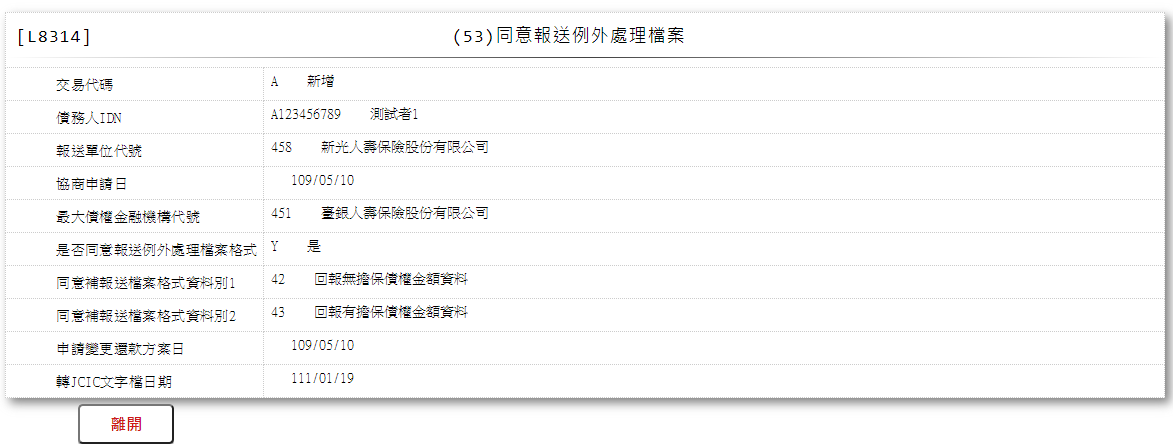 [L8314] (53)同意報送例外處理檔案
交易代碼 A 新增
債務人IDN A123456789 測試者1
報送單位代號 458 新光人壽保險股份有限公司
協商申請日 109/05/10
最大債權金融機構代號 451 臺銀人壽保險股份有限公司
是否同意報送例外處理檔案格式 Y 是
同意補報送檔案格式資料別1 42 回報無擔保債權金額資料
同意補報送檔案格式資料別2 43 回報有擔保債權金額資料
申請變更還款方案日 109/05/10
轉JCIC文字檔日期 111/01/19
離開